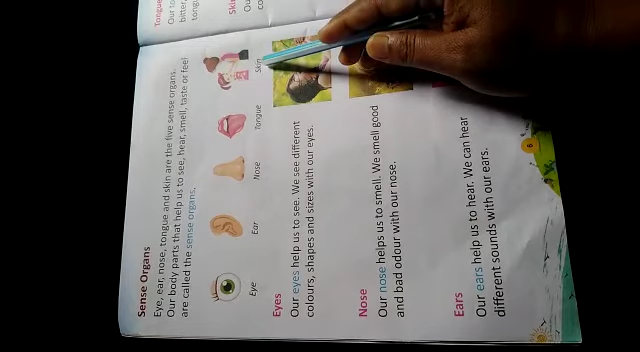 Sense Organs
Eye, ear, nose, tongue and skin are the five sense organs.
Our body parts that help us to see, hear, smell, taste or feel
are called the sense organs.
Eye
Ear
Nose
Tongue
Skin
Eyes
Our eyes help us to see. We see different
colours, shapes and sizes with our eyes.
Nose
Our nose helps us to smell. We smell good
and bad odour with our nose.
Ears
Our ears help us to hear. We can hear
different sounds with our ears.
Tongue
Our
bitter,
Our